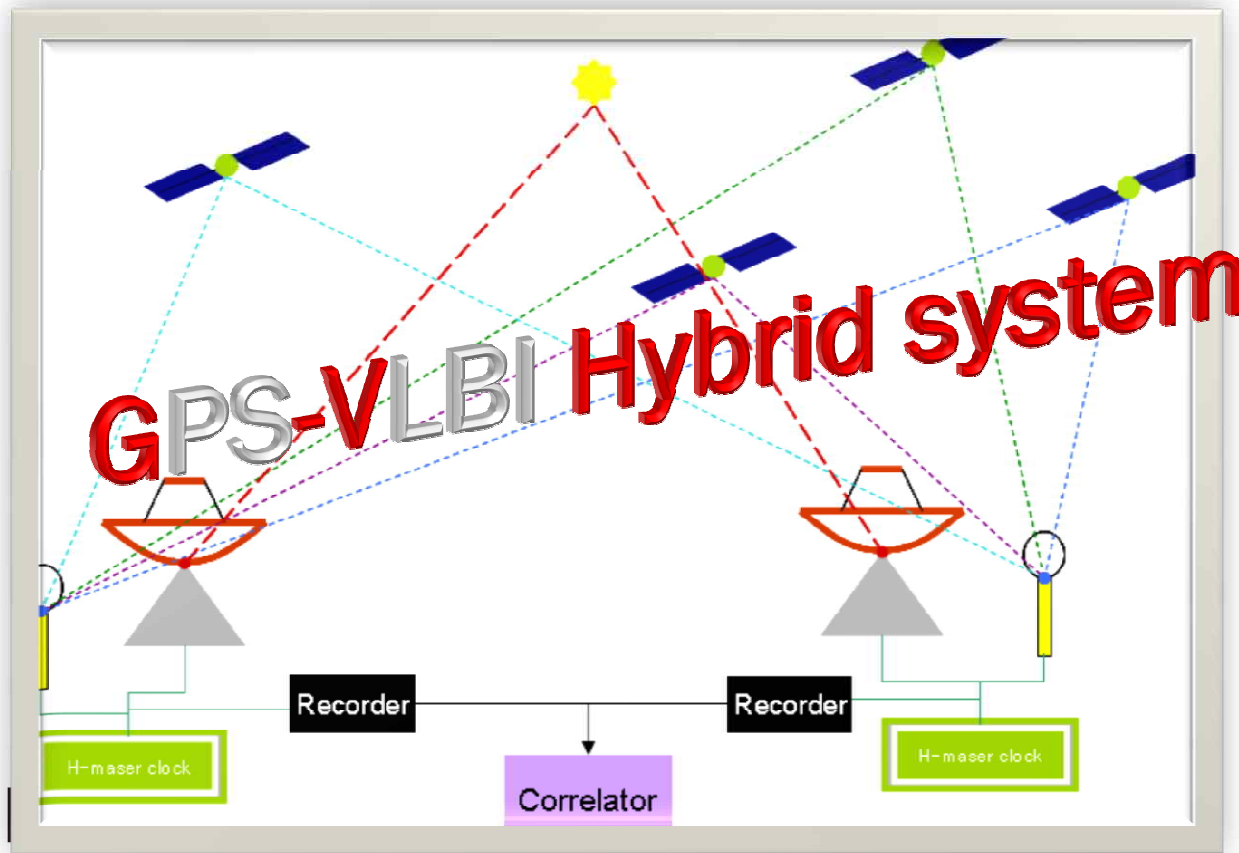 GPS-VLBI Hybrid system
Recorder
Recorder
H-maser clock
H-maser clock
Correlator